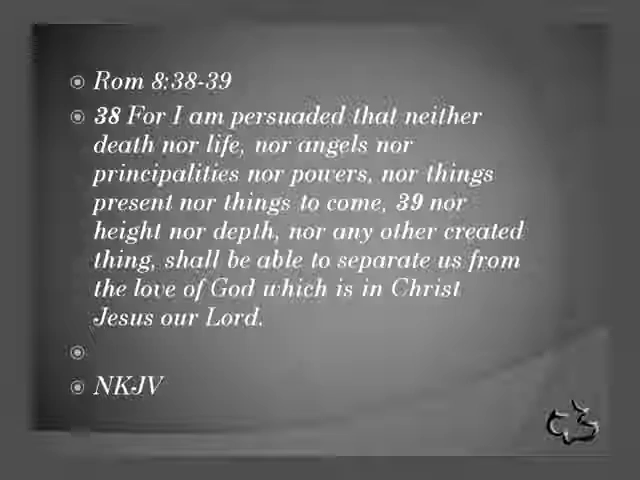 Rom 8:38-39
38 For I am persuaded that neither
death nor life, nor angels nor
principalities nor powers, nor things
present nor things to come, 39 nor
height nor depth, nor any other created
thing, shall be able to separate us from
the love of God which is in Christ
Jesus our Lord.
NKJV